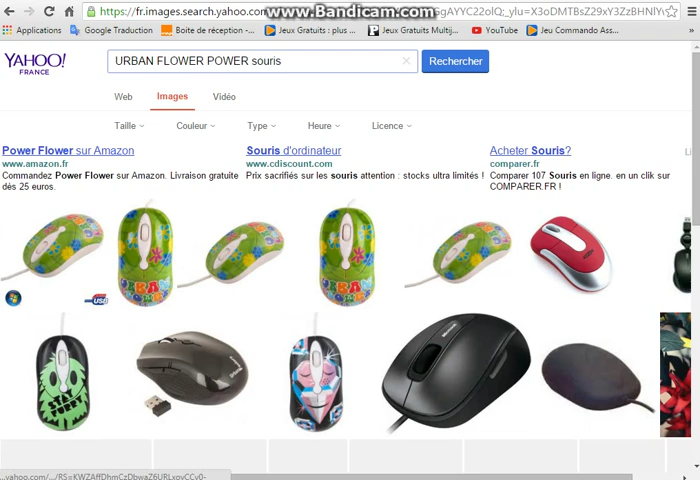 www.Bandicam.com
https://fr.images.search.yahoo.com
Applications Google Traduction Boite de réception - ... Jeux Gratuits : plus ... Jeux Gratuits Multij... YouTube Jeu Commando Ass...
YAHOO!
FRANCE
URBAN FLOWER POWER souris
Rechercher
Web Images Vidéo
Taille Couleur Type Heure Licence
Power Flower sur Amazon
www.amazon.fr
Commandez Power Flower sur Amazon. Livraison gratuite
dès 25 euros.
Souris d'ordinateur
www.cdiscount.com
Prix sacrifiés sur les souris attention : stocks ultra limités !
Acheter Souris?
comparer.fr
Comparer 107 Souris en ligne. en un clik sur
COMPARER.FR !
USB
STAY
Microsoft